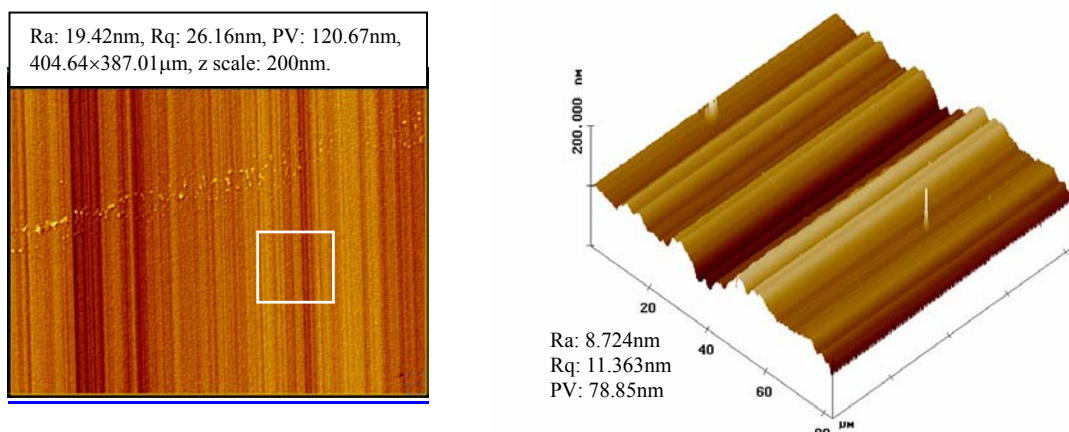 Ra: 19.42nm, Rq: 26.16nm, PV: 120.67nm,
404.64×387.01μm, z scale: 200nm.
200.000 nm
20
40
60
80 μm
Ra: 8.724nm
Rq: 11.363nm
PV: 78.85nm